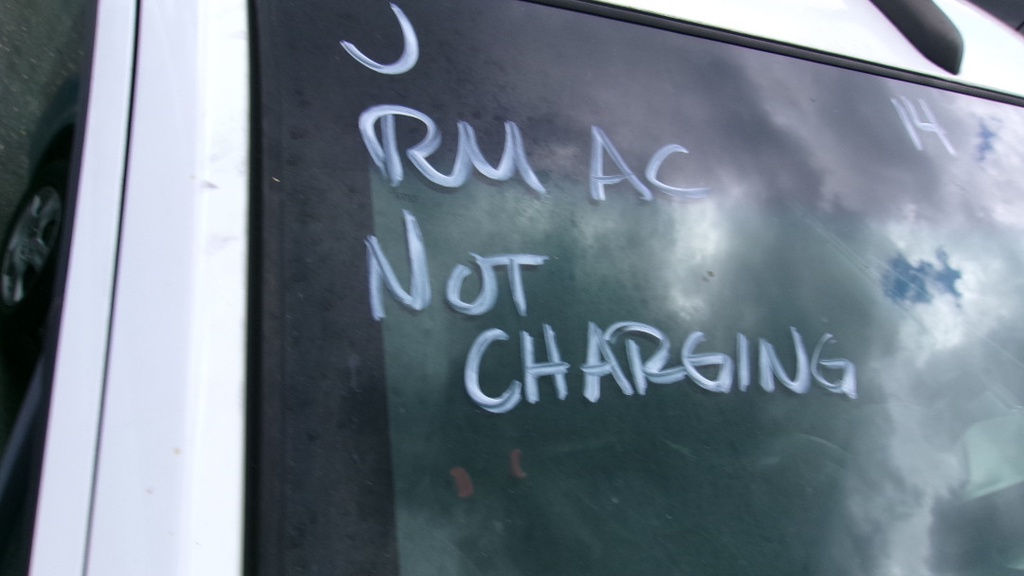 J
RM AC
14
NOT
CHARGING